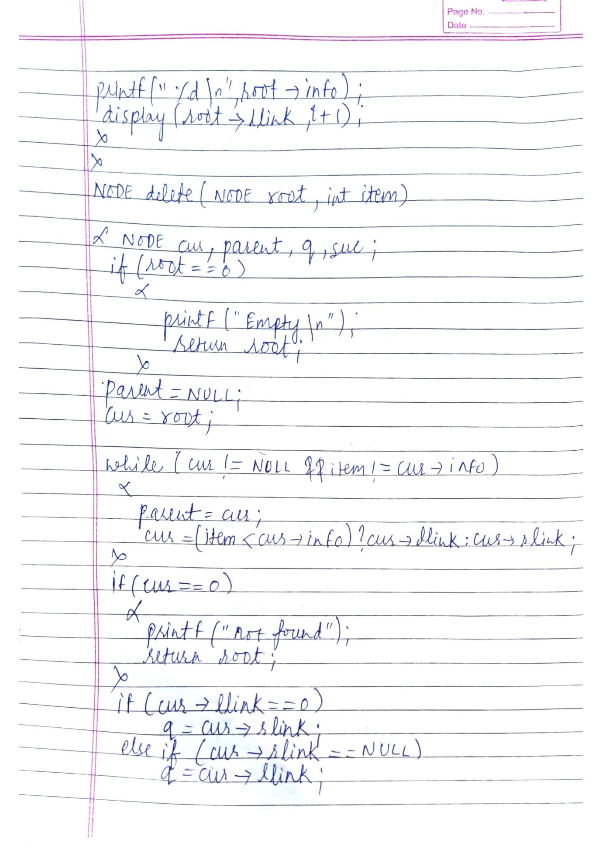 Page No.
Date
printf("%d \n", root → info);
display (root → llink, i+1);
}
}
NODE delete (NODE root, int item)
{ NODE cur, parent, q, suc;
if (root == 0)
{
printf ("Empty \n");
return root;
}
parent = NULL;
cur = root;
while (cur != NULL && item != cur → info)
{
parent = cur;
cur = (item < cur → info) ? cur → llink : cur → rlink;
}
if (cur == 0)
{
printf ("not found");
return root;
}
if (cur → llink == 0)
q = cur → rlink;
else if (cur → rlink == NULL)
q = cur → llink;